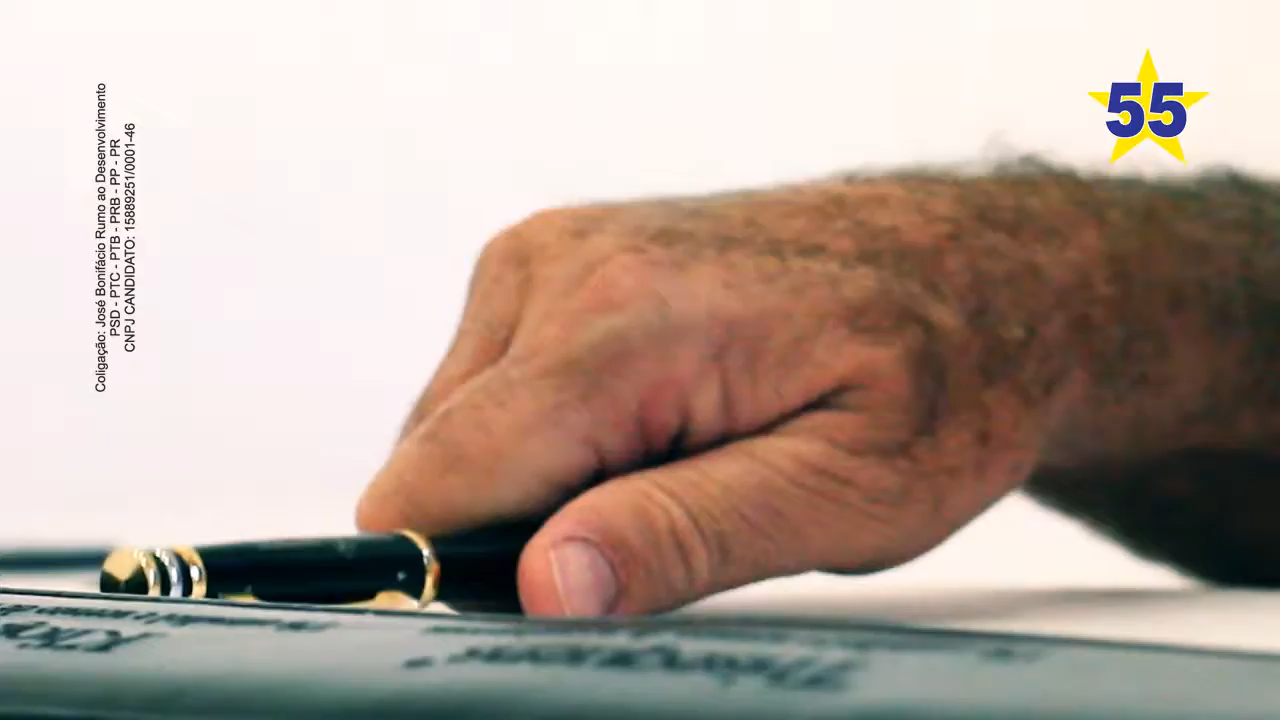 Coligação: José Bonifácio Rumo ao Desenvolvimento
PSD - PTC - PTB - PRB - PP - PR
CNPJ CANDIDATO: 15889251/0001-46
55